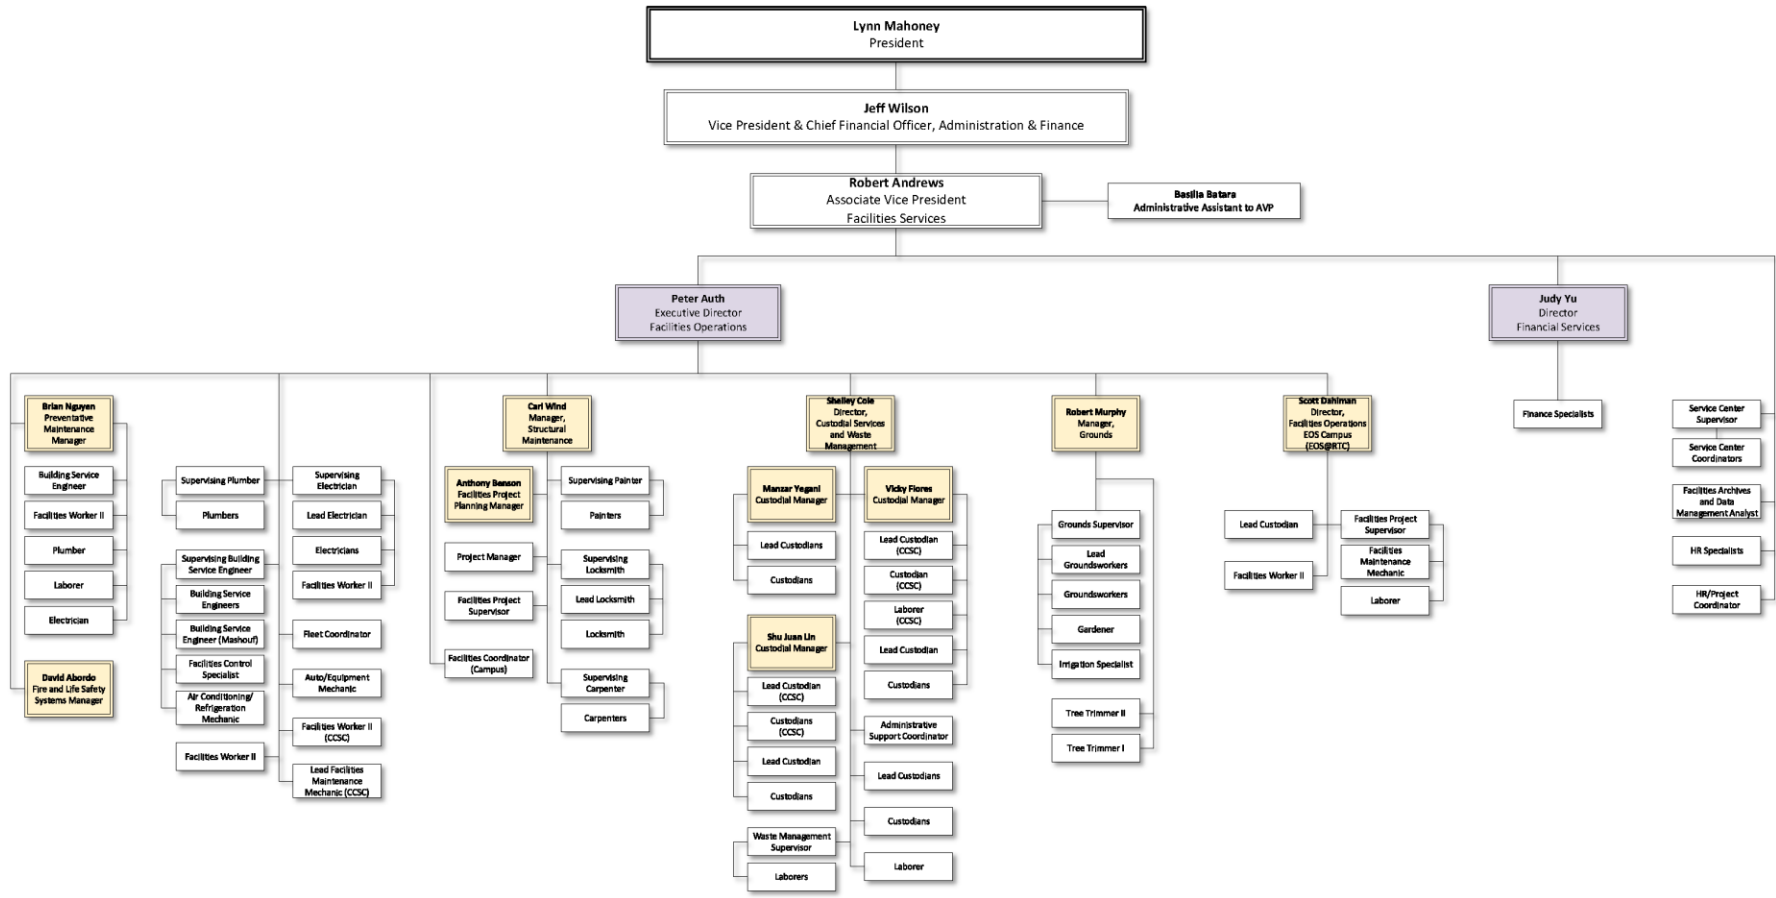 Lynn Mahoney
President
Jeff Wilson
Vice President & Chief Financial Officer, Administration & Finance
Robert Andrews
Associate Vice President
Facilities Services
Basilia Batara
Administrative Assistant to AVP
Peter Auth
Executive Director
Facilities Operations
Judy Yu
Director
Financial Services
Brian Nguyen
Preventative
Maintenance
Manager
Building Service
Engineer
Facilities Worker II
Plumber
Laborer
Electrician
David Abordo
Fire and Life Safety
Systems Manager
Supervising Plumber
Plumbers
Supervising Building
Service Engineer
Building Service
Engineers
Building Service
Engineer (Mashouf)
Facilities Control
Specialist
Air Conditioning/
Refrigeration
Mechanic
Facilities Worker II
Supervising
Electrician
Lead Electrician
Electricians
Facilities Worker II
Fleet Coordinator
Auto/Equipment
Mechanic
Facilities Worker II
(CCSC)
Lead Facilities
Maintenance
Mechanic (CCSC)
Carl Wind
Manager,
Structural
Maintenance
Anthony Benson
Facilities Project
Planning Manager
Project Manager
Facilities Project
Supervisor
Facilities Coordinator
(Campus)
Supervising Painter
Painters
Supervising
Locksmith
Lead Locksmith
Locksmith
Supervising
Carpenter
Carpenters
Shelley Cole
Director,
Custodial Services
and Waste
Management
Manzar Yegani
Custodial Manager
Lead Custodians
Custodians
Shu Juan Lin
Custodial Manager
Lead Custodian
(CCSC)
Custodians
(CCSC)
Lead Custodian
Custodians
Waste Management
Supervisor
Laborers
Vicky Flores
Custodial Manager
Lead Custodian
(CCSC)
Custodian
(CCSC)
Laborer
(CCSC)
Lead Custodian
Custodians
Administrative
Support Coordinator
Lead Custodians
Custodians
Laborer
Robert Murphy
Manager,
Grounds
Grounds Supervisor
Lead
Groundsworkers
Groundsworkers
Gardener
Irrigation Specialist
Tree Trimmer II
Tree Trimmer I
Scott Dahlman
Director,
Facilities Operations
EOS Campus
(EOS@RTC)
Lead Custodian
Facilities Worker II
Facilities Project
Supervisor
Facilities
Maintenance
Mechanic
Laborer
Finance Specialists
Service Center
Supervisor
Service Center
Coordinators
Facilities Archives
and Data
Management Analyst
HR Specialists
HR/Project
Coordinator